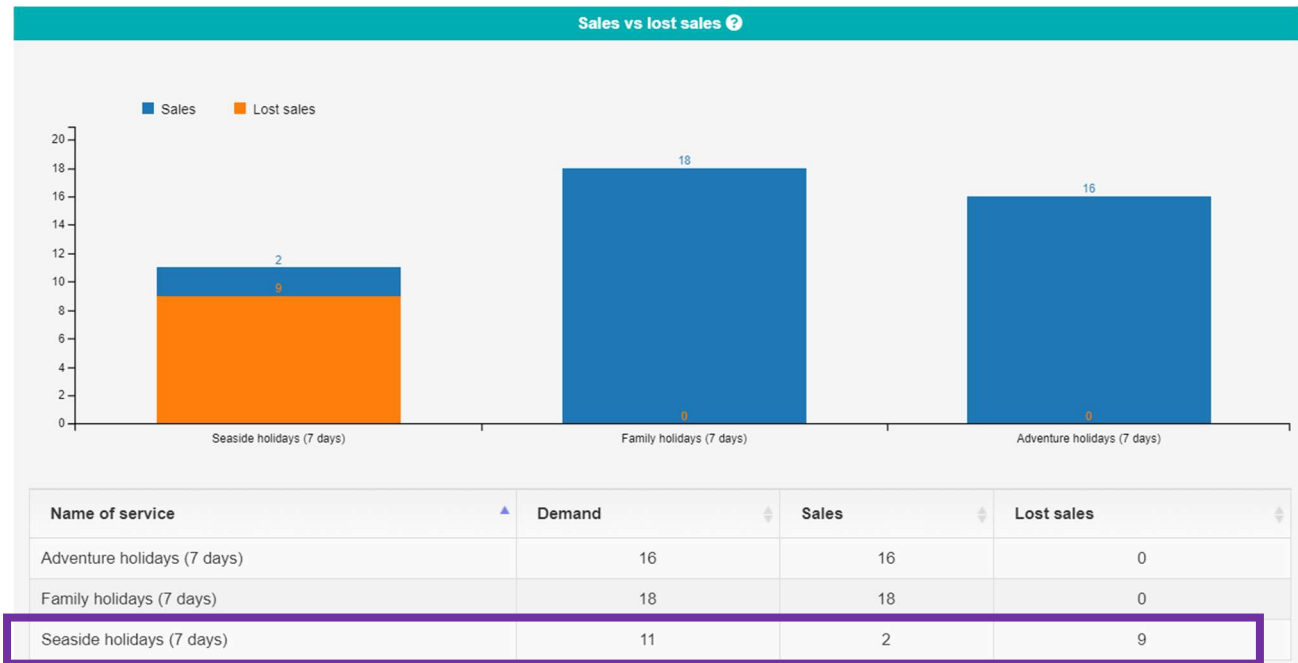 Sales vs lost sales ?
Sales Lost sales
20
18
16
14
12
10
8
6
4
2
0
2
9
18
0
16
0
Seaside holidays (7 days) Family holidays (7 days) Adventure holidays (7 days)
Name of service Demand Sales Lost sales
Adventure holidays (7 days) 16 16 0
Family holidays (7 days) 18 18 0
Seaside holidays (7 days) 11 2 9